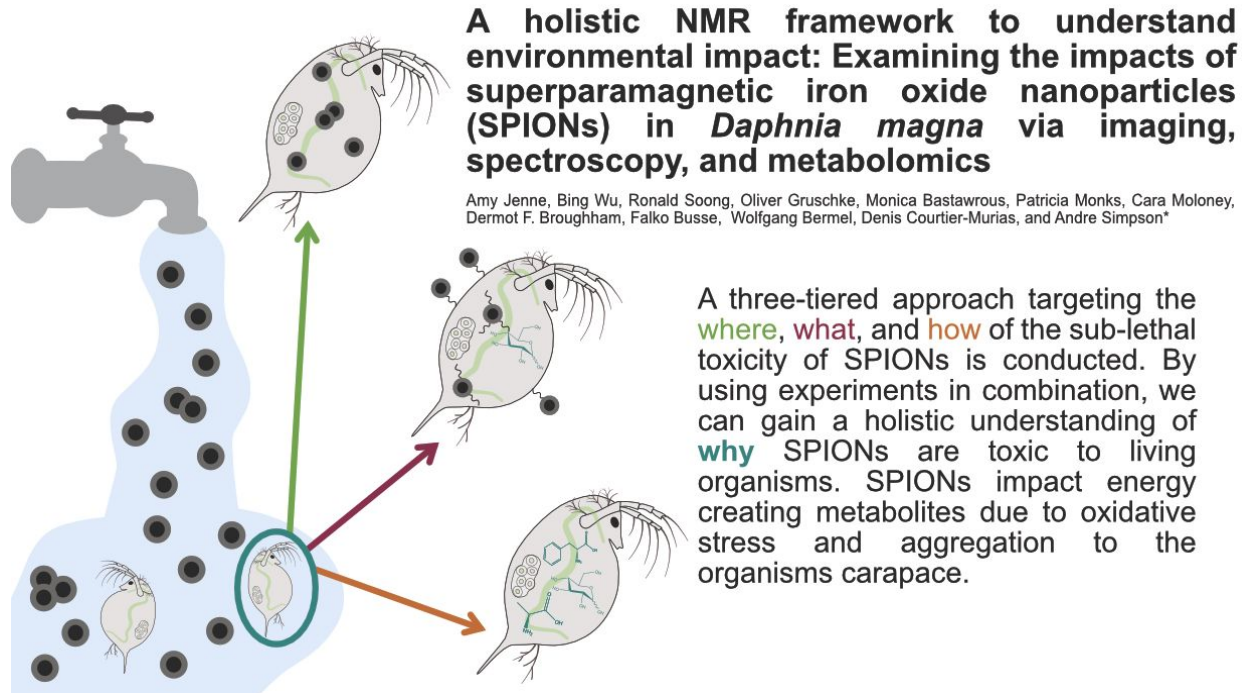 A holistic NMR framework to understand
environmental impact: Examining the impacts of
superparamagnetic iron oxide nanoparticles
(SPIONs) in Daphnia magna via imaging,
spectroscopy, and metabolomics
Amy Jenne, Bing Wu, Ronald Soong, Oliver Gruschke, Monica Bastawrous, Patricia Monks, Cara Moloney,
Dermot F. Broughham, Falko Busse, Wolfgang Bermel, Denis Courtier-Murias, and Andre Simpson*
A three-tiered approach targeting the
where, what, and how of the sub-lethal
toxicity of SPIONs is conducted. By
using experiments in combination, we
can gain a holistic understanding of
why SPIONs are toxic to living
organisms. SPIONs impact energy
creating metabolites due to oxidative
stress and aggregation to the
organisms carapace.